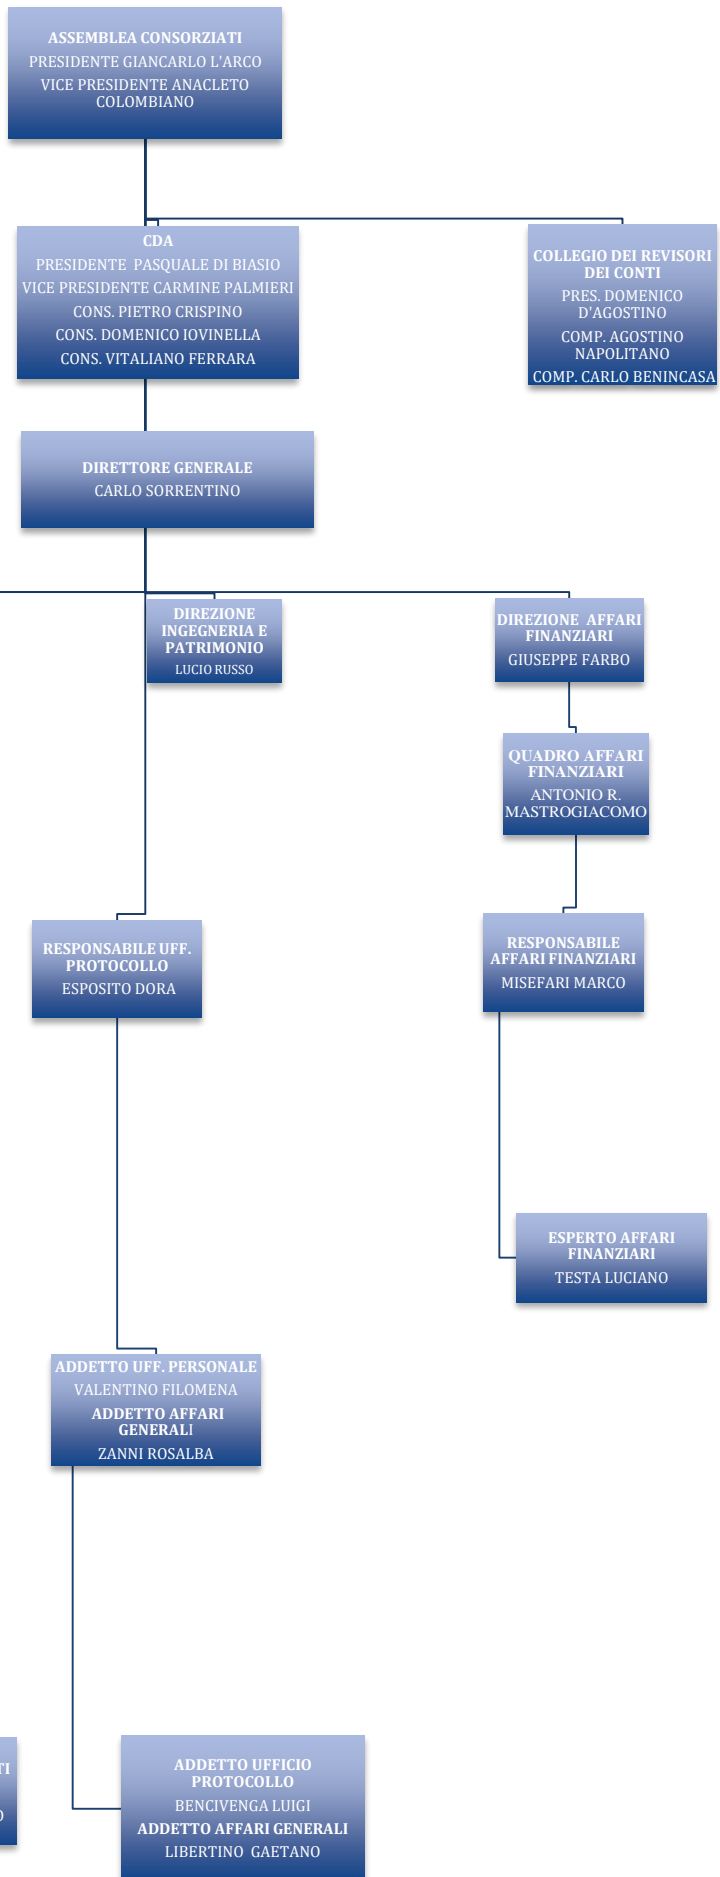 ASSEMBLEA CONSORZIATI
PRESIDENTE GIANCARLO L'ARCO
VICE PRESIDENTE ANACLETO
COLOMBIANO
CDA
PRESIDENTE PASQUALE DI BIASIO
VICE PRESIDENTE CARMINE PALMIERI
CONS. PIETRO CRISPINO
CONS. DOMENICO IOVINELLA
CONS. VITALIANO FERRARA
COLLEGIO DEI REVISORI
DEI CONTI
PRES. DOMENICO
D'AGOSTINO
COMP. AGOSTINO
NAPOLITANO
COMP. CARLO BENINCASA
DIRETTORE GENERALE
CARLO SORRENTINO
DIREZIONE
INGEGNERIA E
PATRIMONIO
LUCIO RUSSO
DIREZIONE AFFARI
FINANZIARI
GIUSEPPE FARBO
QUADRO AFFARI
FINANZIARI
ANTONIO R.
MASTROGIACOMO
RESPONSABILE UFF.
PROTOCOLLO
ESPOSITO DORA
RESPONSABILE
AFFARI FINANZIARI
MISEFARI MARCO
ESPERTO AFFARI
FINANZIARI
TESTA LUCIANO
ADDETTO UFF. PERSONALE
VALENTINO FILOMENA
ADDETTO AFFARI
GENERALI
ZANNI ROSALBA
TI
O
ADDETTO UFFICIO
PROTOCOLLO
BENCIVENGA LUIGI
ADDETTO AFFARI GENERALI
LIBERTINO GAETANO